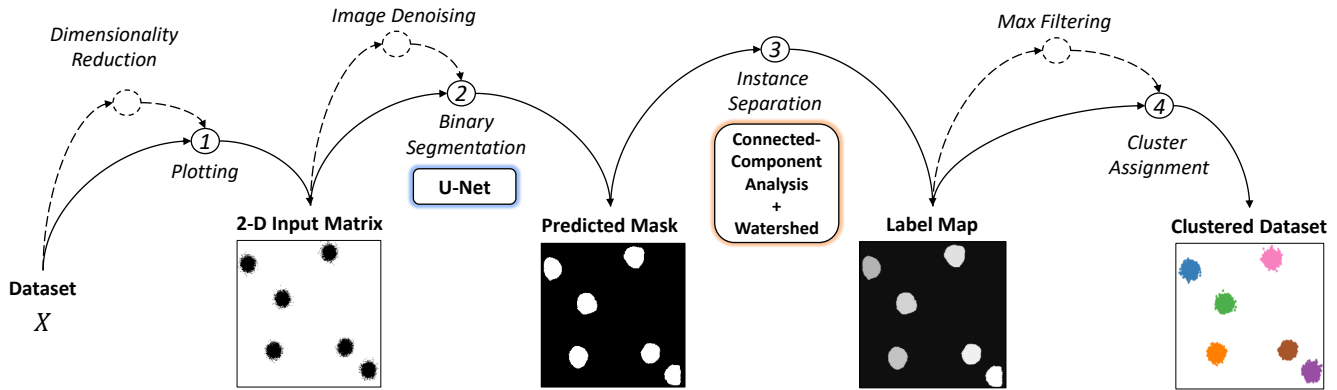 Dimensionality
Reduction
1
Plotting
Image Denoising
2
Binary
Segmentation
U-Net
3
Instance
Separation
Connected-
Component
Analysis
+
Watershed
Max Filtering
4
Cluster
Assignment
Dataset
X
2-D Input Matrix
Predicted Mask
Label Map
Clustered Dataset